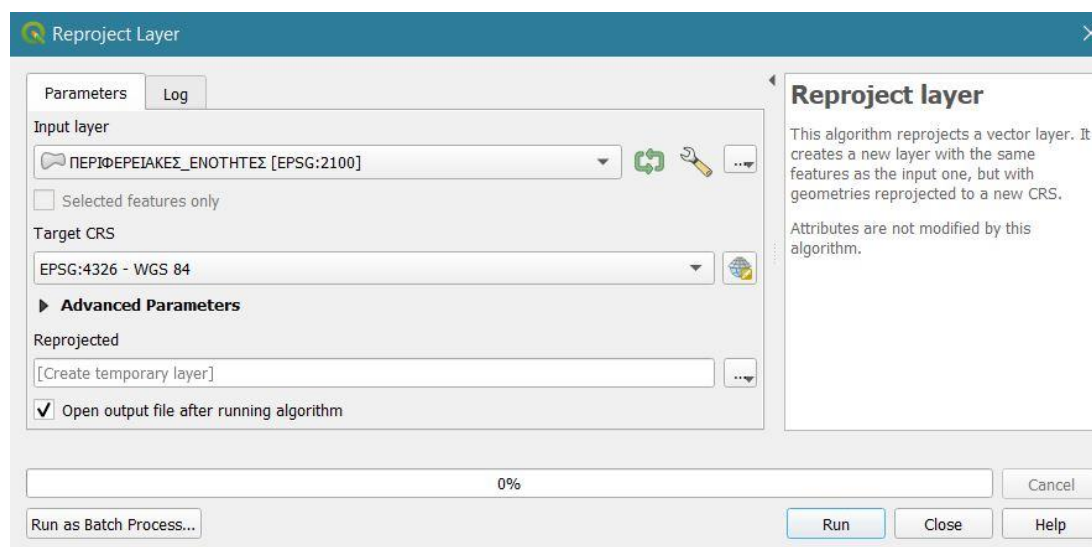 Reproject Layer
Parameters
Log
Input layer
ΠΕΡΙΦΕΡΕΙΑΚΕΣ_ΕΝΟΤΗΤΕΣ [EPSG:2100]
...
Selected features only
Target CRS
EPSG:4326 - WGS 84
Advanced Parameters
Reprojected
[Create temporary layer]
...
Open output file after running algorithm
Reproject layer
This algorithm reprojects a vector layer. It
creates a new layer with the same
features as the input one, but with
geometries reprojected to a new CRS.
Attributes are not modified by this
algorithm.
0%
Cancel
Run as Batch Process...
Run
Close
Help